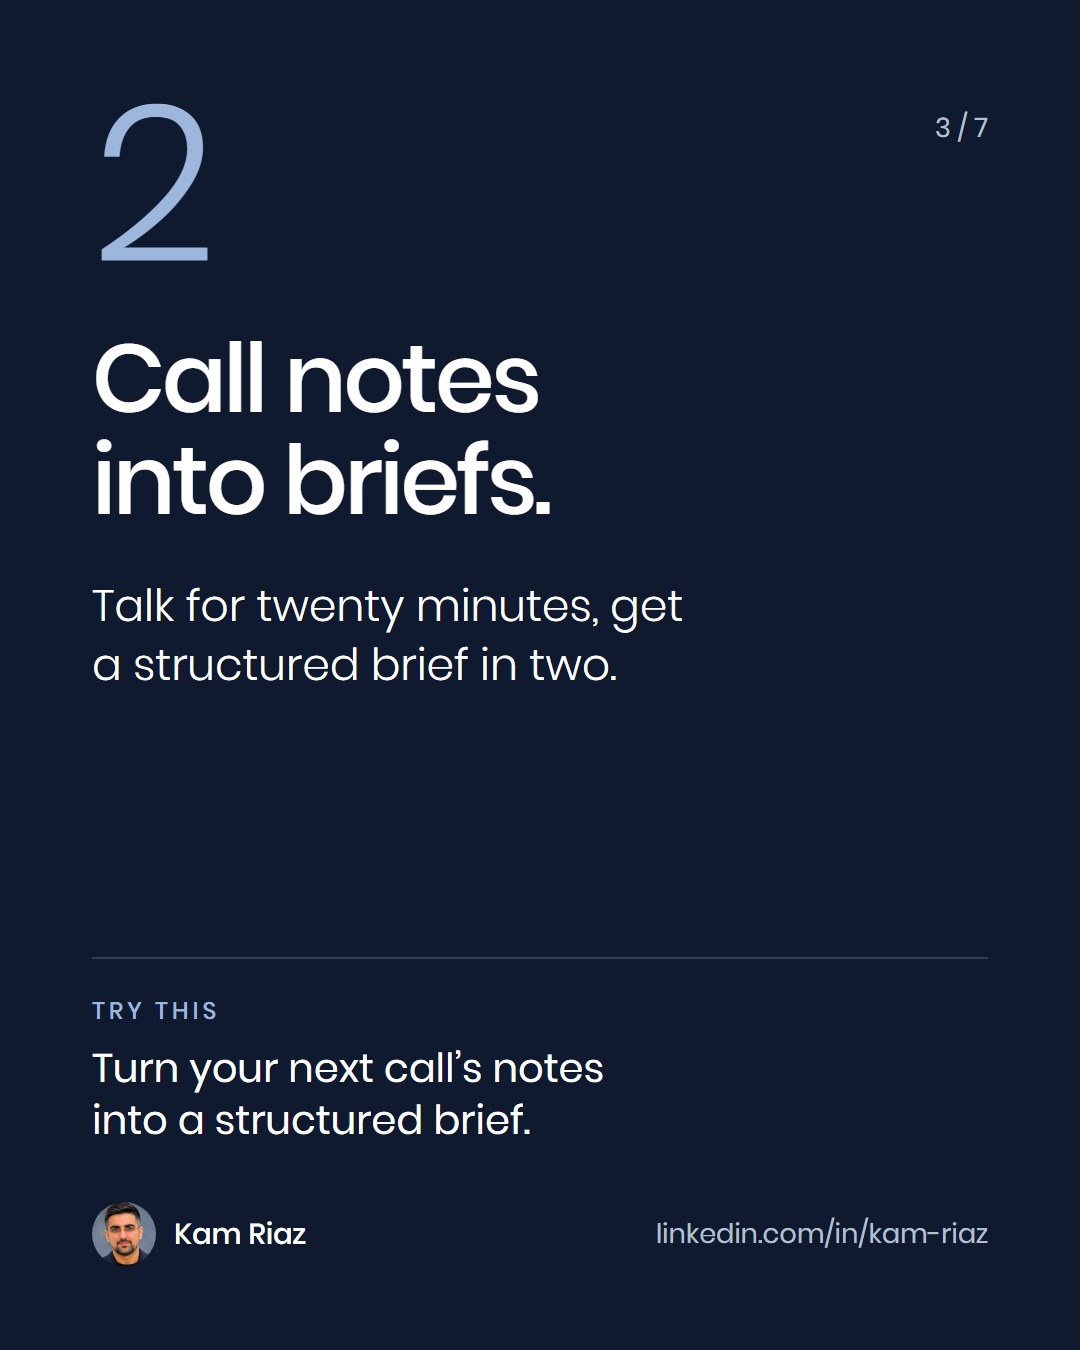 2
3 / 7
Call notes
into briefs.
Talk for twenty minutes, get
a structured brief in two.
TRY THIS
Turn your next call’s notes
into a structured brief.
Kam Riaz
linkedin.com/in/kam-riaz